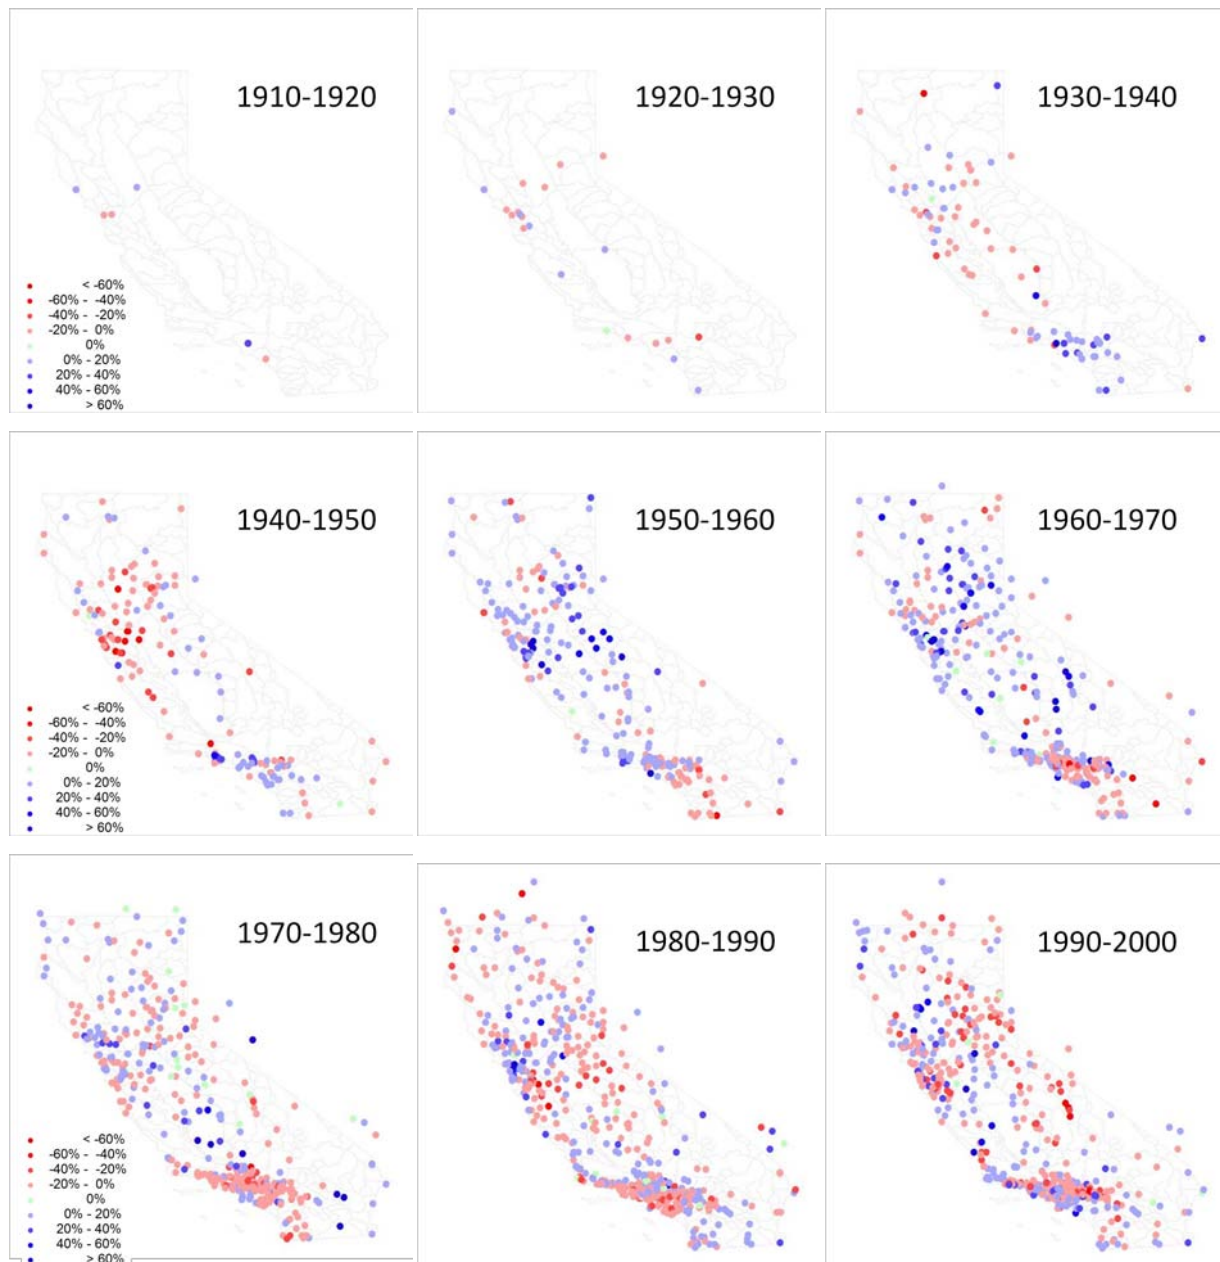 1910-1920
1920-1930
1930-1940
< -60%
-60% - -40%
-40% - -20%
-20% - 0%
0%
0% - 20%
20% - 40%
40% - 60%
> 60%
1940-1950
1950-1960
1960-1970
< -60%
-60% - -40%
-40% - -20%
-20% - 0%
0%
0% - 20%
20% - 40%
40% - 60%
> 60%
1970-1980
1980-1990
1990-2000
< -60%
-60% - -40%
-40% - -20%
-20% - 0%
0%
0% - 20%
20% - 40%
40% - 60%
> 60%